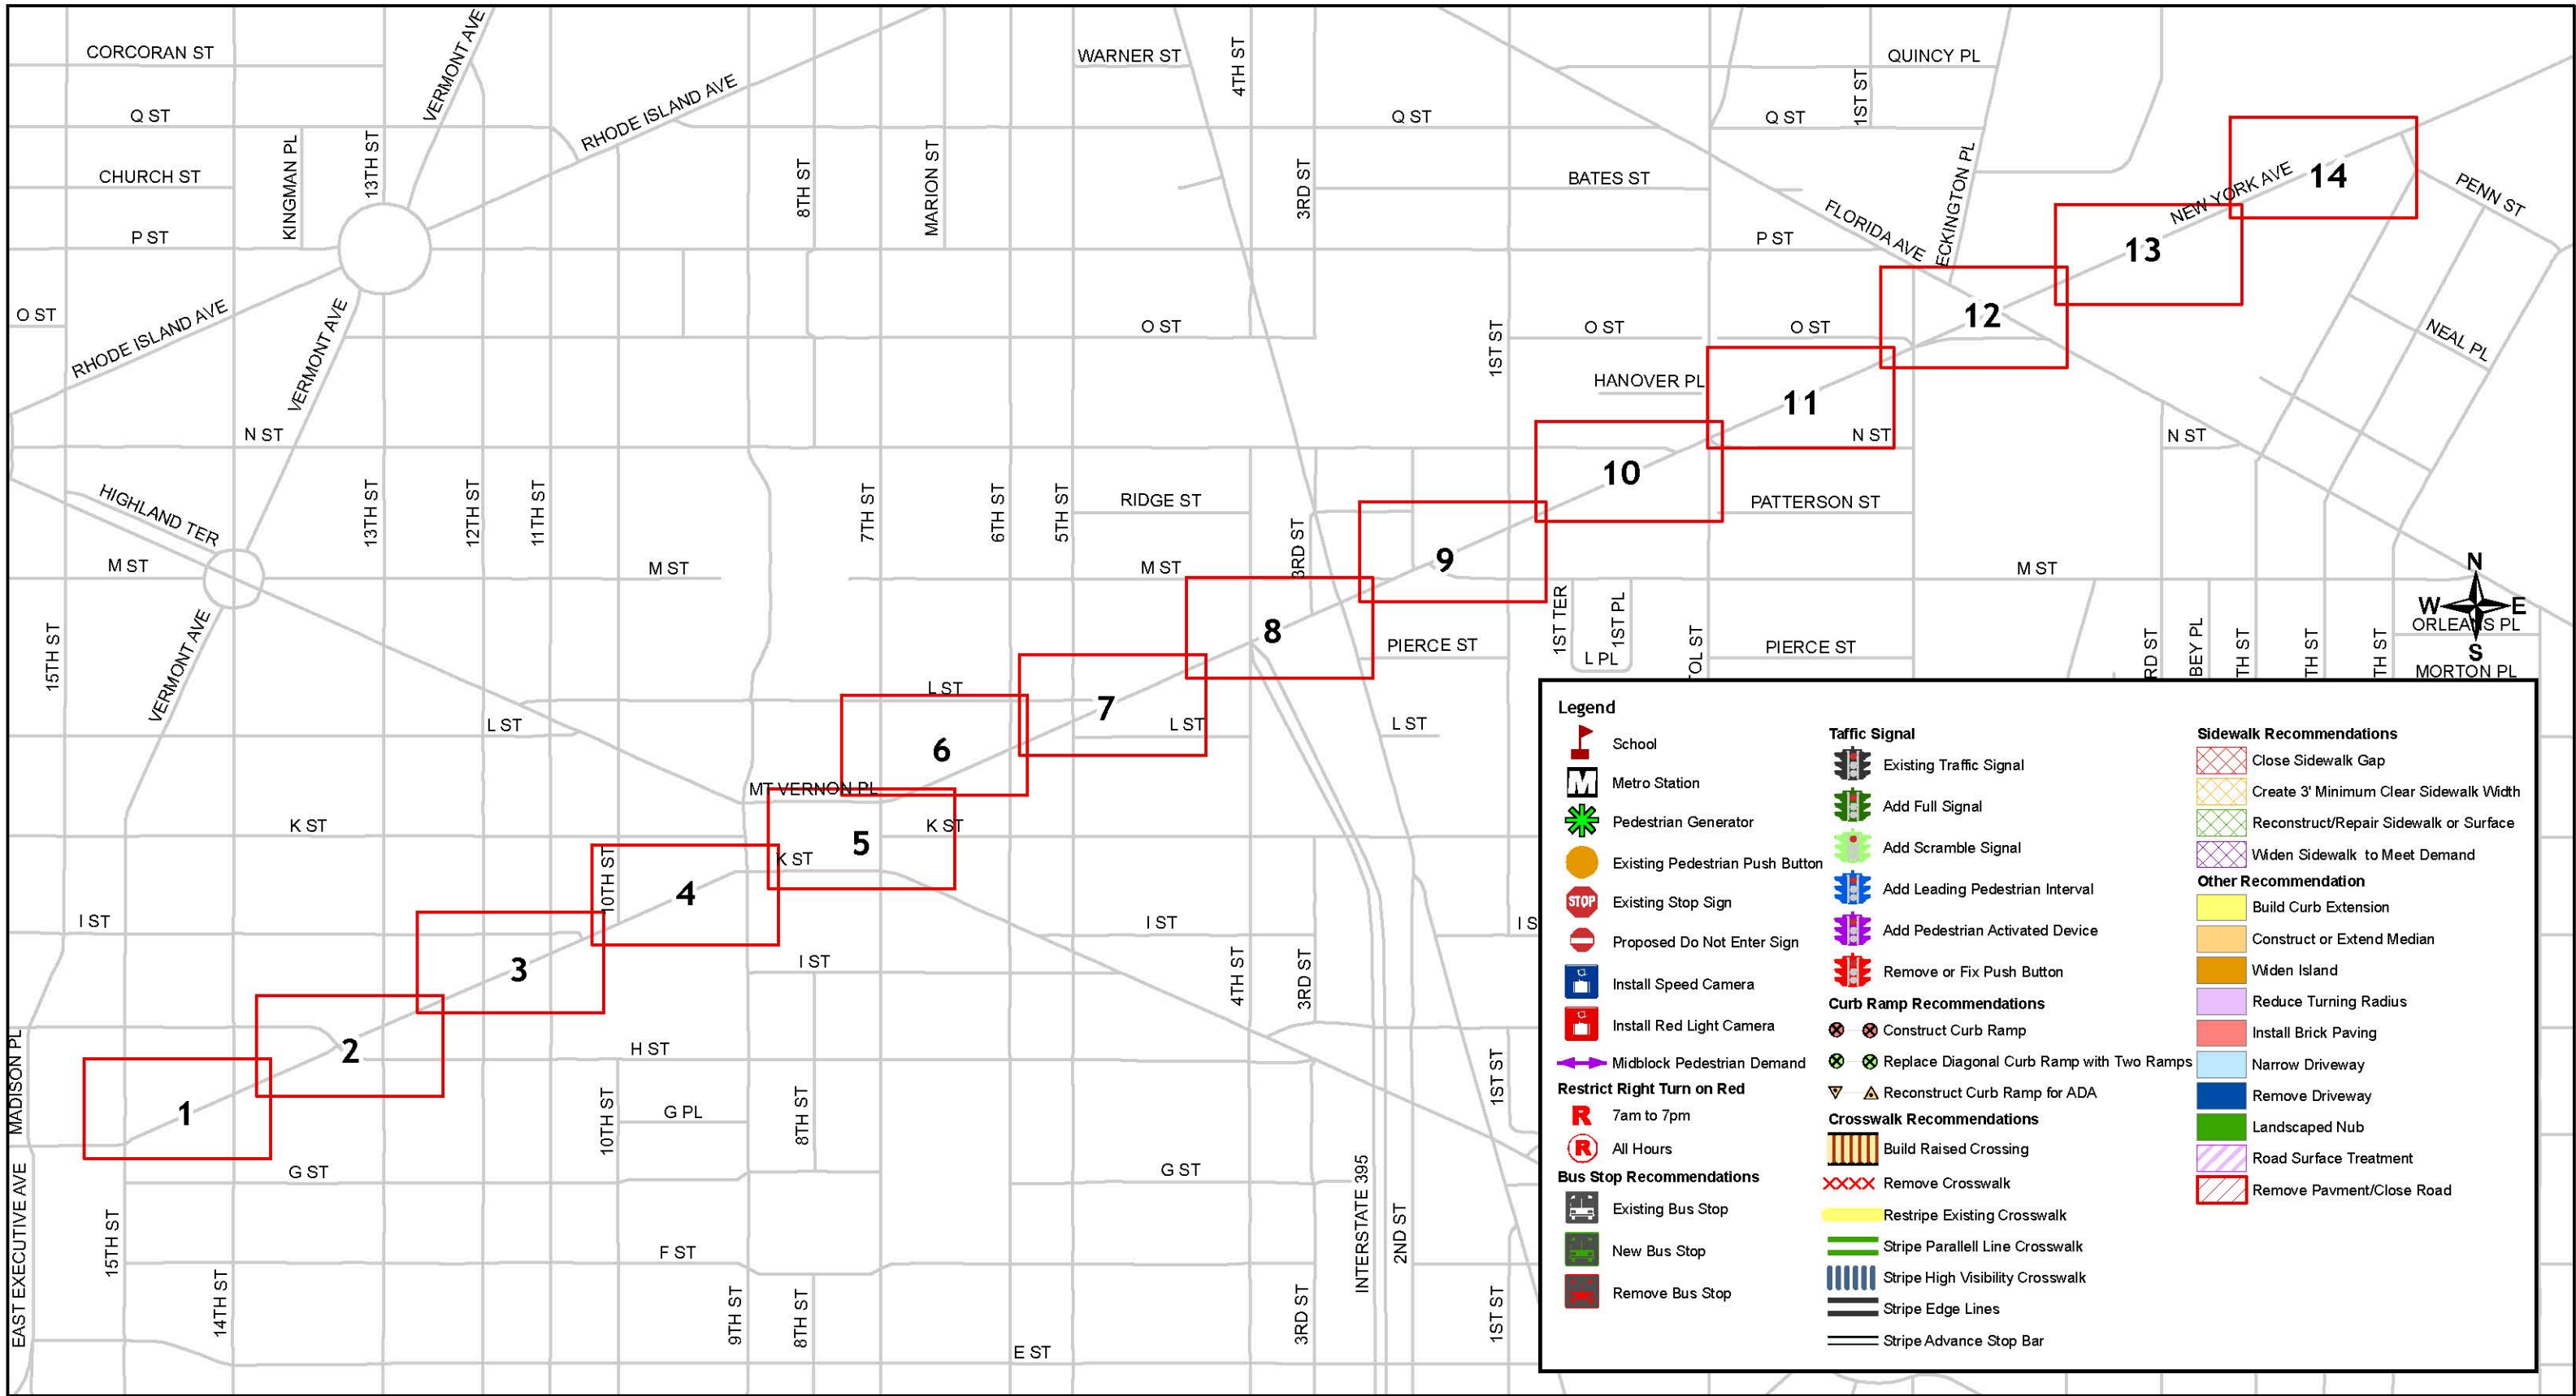 CORCORAN ST
VERMONT AVE
WARNER ST
4TH ST
QUINCY PL
RHODE ISLAND AVE
1ST ST
Q ST
Q ST
Q ST
KINGMAN PL
13TH ST
8TH ST
MARION ST
3RD ST
CHURCH ST
BATES ST
ECKINGTON PL
NEW YORK AVE
14
PENN ST
FLORIDA AVE
P ST
P ST
13
O ST
RHODE ISLAND AVE
VERMONT AVE
O ST
1ST ST
O ST
O ST
12
NEAL PL
HANOVER PL
11
N ST
N ST
N ST
10
HIGHLAND TER
13TH ST
12TH ST
11TH ST
7TH ST
6TH ST
5TH ST
RIDGE ST
3RD ST
PATTERSON ST
M ST
M ST
M ST
9
M ST
N
W
E
S
ORLEANS PL
15TH ST
VERMONT AVE
8
PIERCE ST
1ST TER
1ST PL
L PL
TOL ST
PIERCE ST
RD ST
BEY PL
TH ST
TH ST
TH ST
MORTON PL
L ST
7
L ST
L ST
L ST
6
MT VERNON PL
K ST
K ST
5
K ST
10TH ST
4
I ST
I ST
I S
3
I ST
4TH ST
3RD ST
MADISON PL
2
H ST
1
10TH ST
G PL
8TH ST
1ST ST
G ST
G ST
EAST EXECUTIVE AVE
15TH ST
14TH ST
F ST
9TH ST
8TH ST
3RD ST
INTERSTATE 395
2ND ST
1ST ST
E ST
Legend
School
M Metro Station
Pedestrian Generator
Existing Pedestrian Push Button
STOP Existing Stop Sign
Proposed Do Not Enter Sign
Install Speed Camera
Install Red Light Camera
Midblock Pedestrian Demand
Restrict Right Turn on Red
R 7am to 7pm
R All Hours
Bus Stop Recommendations
Existing Bus Stop
New Bus Stop
Remove Bus Stop
Taffic Signal
Existing Traffic Signal
Add Full Signal
Add Scramble Signal
Add Leading Pedestrian Interval
Add Pedestrian Activated Device
Remove or Fix Push Button
Curb Ramp Recommendations
Construct Curb Ramp
Replace Diagonal Curb Ramp with Two Ramps
Reconstruct Curb Ramp for ADA
Crosswalk Recommendations
Build Raised Crossing
Remove Crosswalk
Restripe Existing Crosswalk
Stripe Parallell Line Crosswalk
Stripe High Visibility Crosswalk
Stripe Edge Lines
Stripe Advance Stop Bar
Sidewalk Recommendations
Close Sidewalk Gap
Create 3' Minimum Clear Sidewalk Width
Reconstruct/Repair Sidewalk or Surface
Widen Sidewalk to Meet Demand
Other Recommendation
Build Curb Extension
Construct or Extend Median
Widen Island
Reduce Turning Radius
Install Brick Paving
Narrow Driveway
Remove Driveway
Landscaped Nub
Road Surface Treatment
Remove Pavment/Close Road